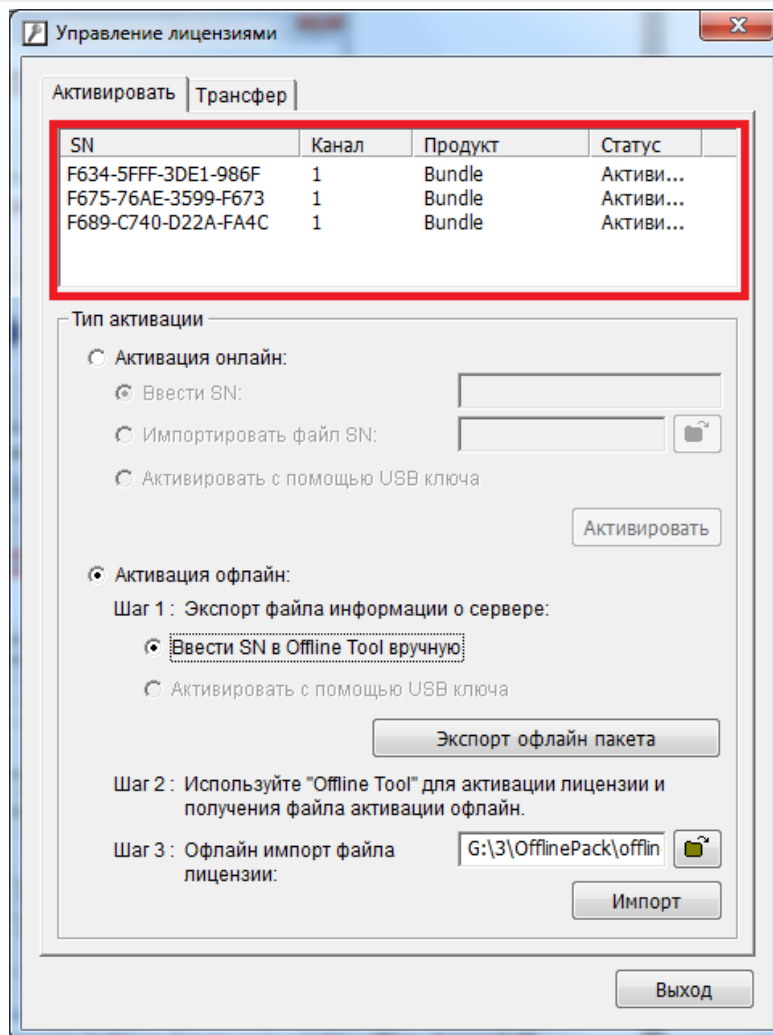 Управление лицензиями
Активировать Трансфер
SN Канал Продукт Статус
F634-5FFF-3DE1-986F 1 Bundle Активи...
F675-76AE-3599-F673 1 Bundle Активи...
F689-C740-D22A-FA4C 1 Bundle Активи...
Тип активации
Активация онлайн:
Ввести SN:
Импортировать файл SN:
Активировать с помощью USB ключа
Активировать
Активация офлайн:
Шаг 1 : Экспорт файла информации о сервере:
Ввести SN в Offline Tool вручную
Активировать с помощью USB ключа
Экспорт офлайн пакета
Шаг 2 : Используйте "Offline Tool" для активации лицензии и
получения файла активации офлайн.
Шаг 3 : Офлайн импорт файла
лицензии:
G:\3\OfflinePack\offlin
Импорт
Выход